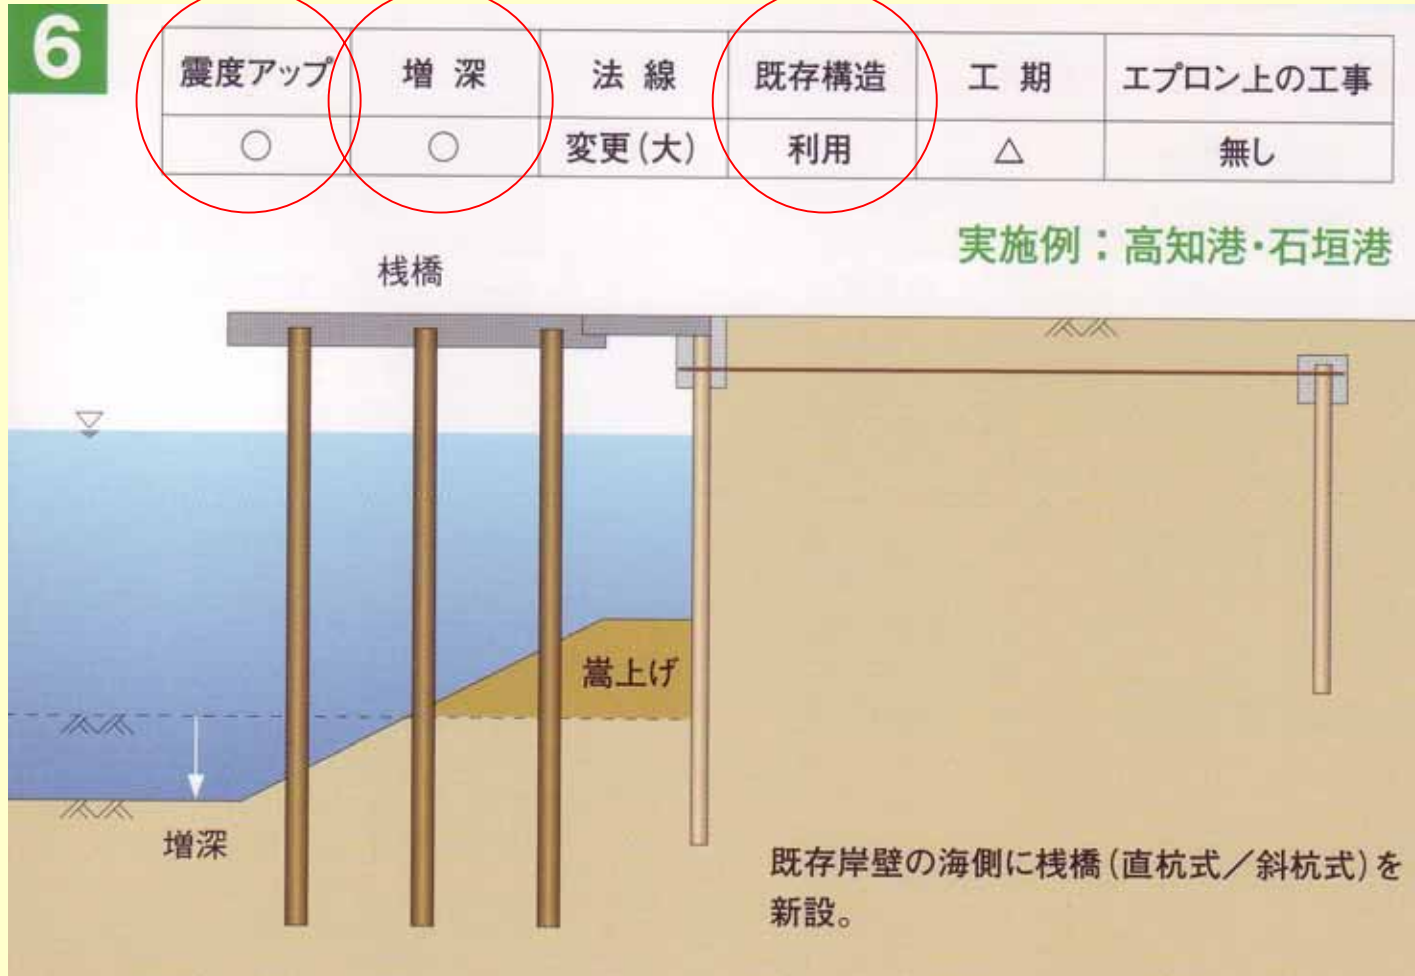 6
震度アップ 増 深 法 線 既存構造 工 期 エプロン上の工事
○ ○ 変更(大) 利用 △ 無し
実施例：高知港・石垣港
桟橋
嵩上げ
増深
既存岸壁の海側に桟橋(直杭式／斜杭式)を
新設。